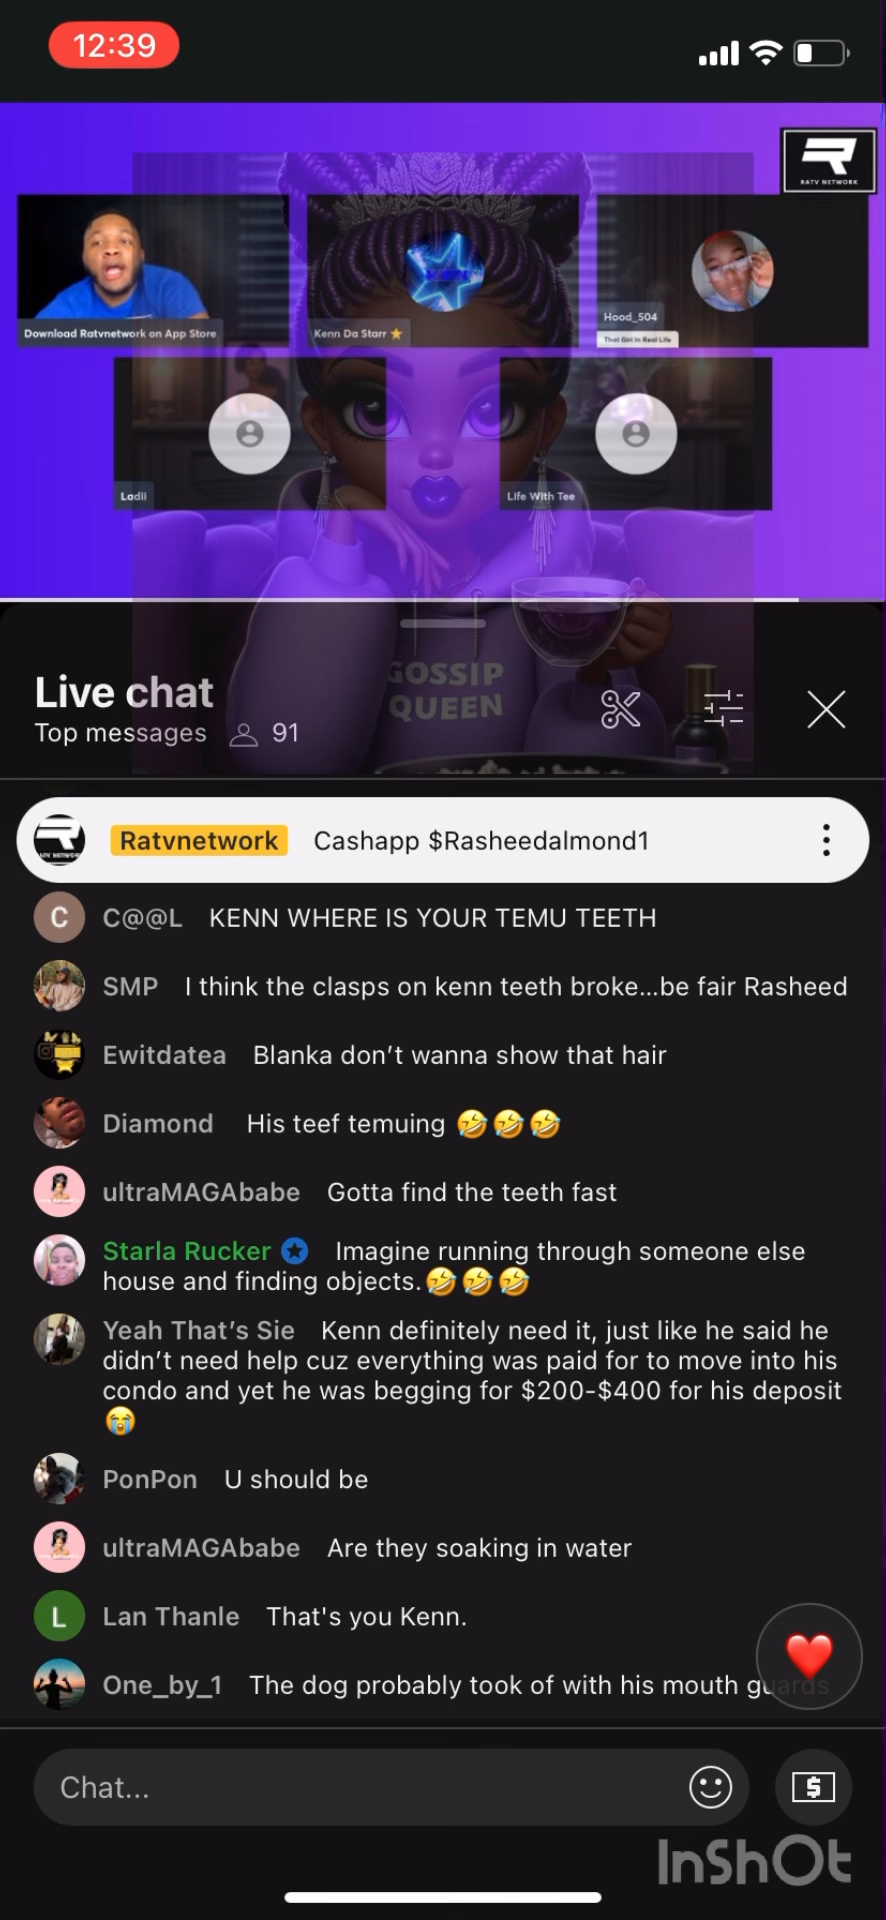 12:39
RATV NETWORK
Download Ratvnetwork on App Store
KEN
Kenn Da Starr ⭐
Hood_504
That Girl In Real Life
Ladii
Life With Tee
GOSSIP
QUEEN
Live chat
Top messages 91
Ratvnetwork Cashapp $Rasheedalmond1
C C@@L KENN WHERE IS YOUR TEMU TEETH
SMP I think the clasps on kenn teeth broke...be fair Rasheed
Ewitdatea Blanka don't wanna show that hair
Diamond His teef temuing 🤣🤣🤣
ultraMAGAbabe Gotta find the teeth fast
Starla Rucker Imagine running through someone else
house and finding objects.🤣🤣🤣
Yeah That's Sie Kenn definitely need it, just like he said he
didn't need help cuz everything was paid for to move into his
condo and yet he was begging for $200-$400 for his deposit
😭
PonPon U should be
ultraMAGAbabe Are they soaking in water
L Lan Thanle That's you Kenn.
One_by_1 The dog probably took of with his mouth guards
Chat...
InShOt